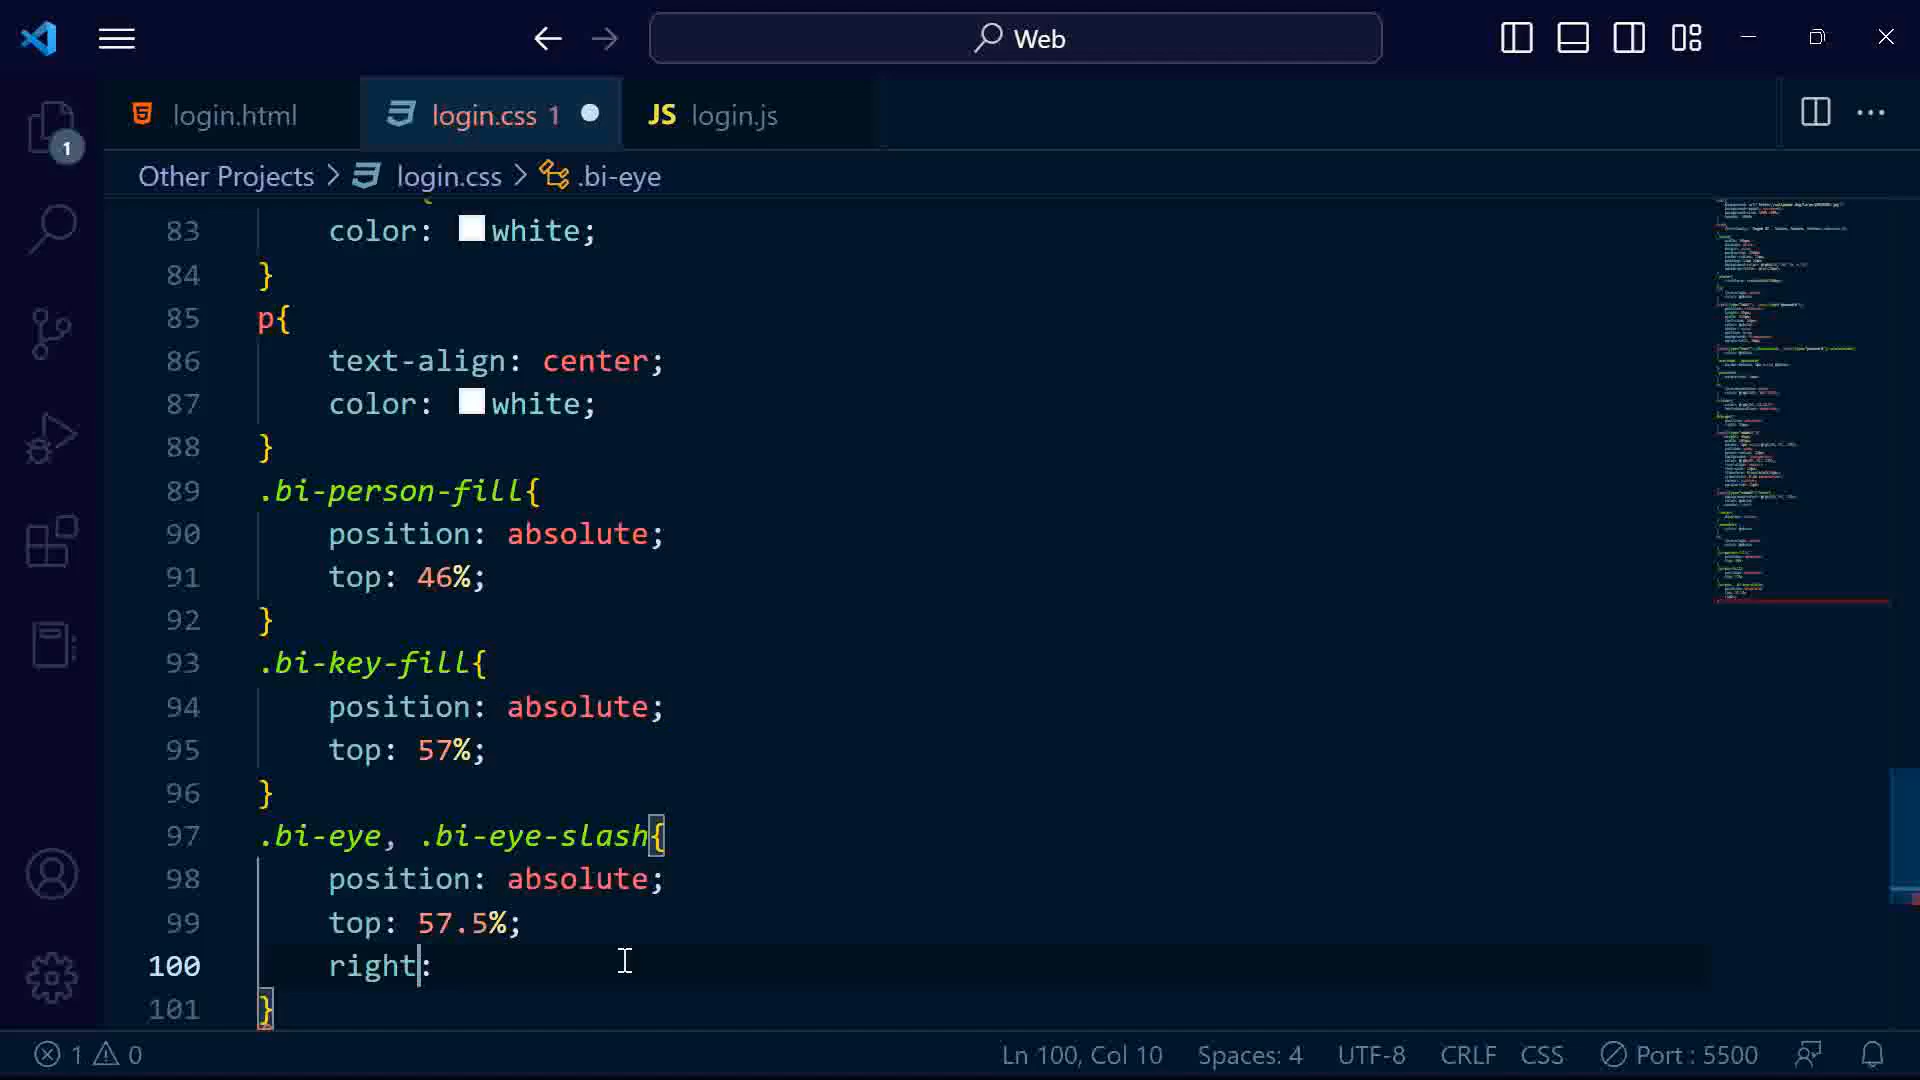 Web
login.html
login.css 1
JS login.js
Other Projects > login.css > .bi-eye
1
83 color: white;
84 }
85 p{
86 text-align: center;
87 color: white;
88 }
89 .bi-person-fill{
90 position: absolute;
91 top: 46%;
92 }
93 .bi-key-fill{
94 position: absolute;
95 top: 57%;
96 }
97 .bi-eye, .bi-eye-slash{
98 position: absolute;
99 top: 57.5%;
100 right:
101 }
1 0 Ln 100, Col 10 Spaces: 4 UTF-8 CRLF CSS Port : 5500